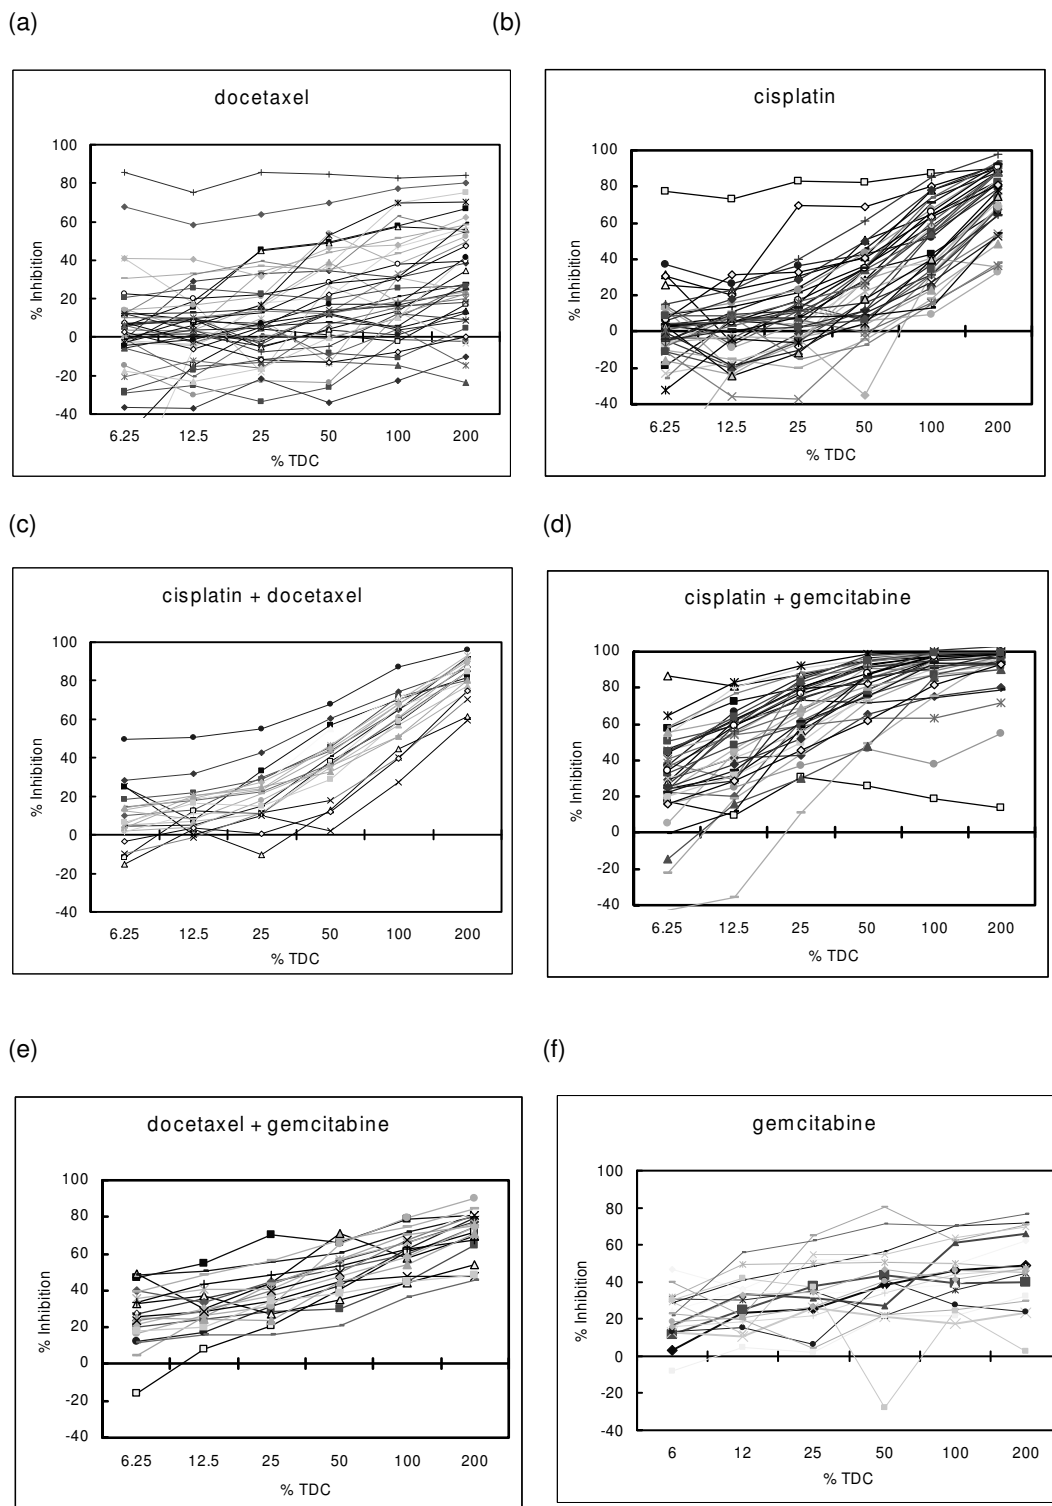 (a)
(b)
docetaxel
100
80
60
40
20
0
-20
-40
% Inhibition
6.25 12.5 25 50 100 200
% TDC
cisplatin
100
80
60
40
20
0
-20
-40
% Inhibition
6.25 12.5 25 50 100 200
% TDC
(c)
(d)
cisplatin + docetaxel
100
80
60
40
20
0
-20
-40
% Inhibition
6.25 12.5 25 50 100 200
% TDC
cisplatin + gemcitabine
100
80
60
40
20
0
-20
-40
% Inhibition
6.25 12.5 25 50 100 200
% TDC
(e)
(f)
docetaxel + gemcitabine
100
80
60
40
20
0
-20
-40
% Inhibition
6.25 12.5 25 50 100 200
% TDC
gemcitabine
100
80
60
40
20
0
-20
-40
% Inhibition
6 12 25 50 100 200
% TDC